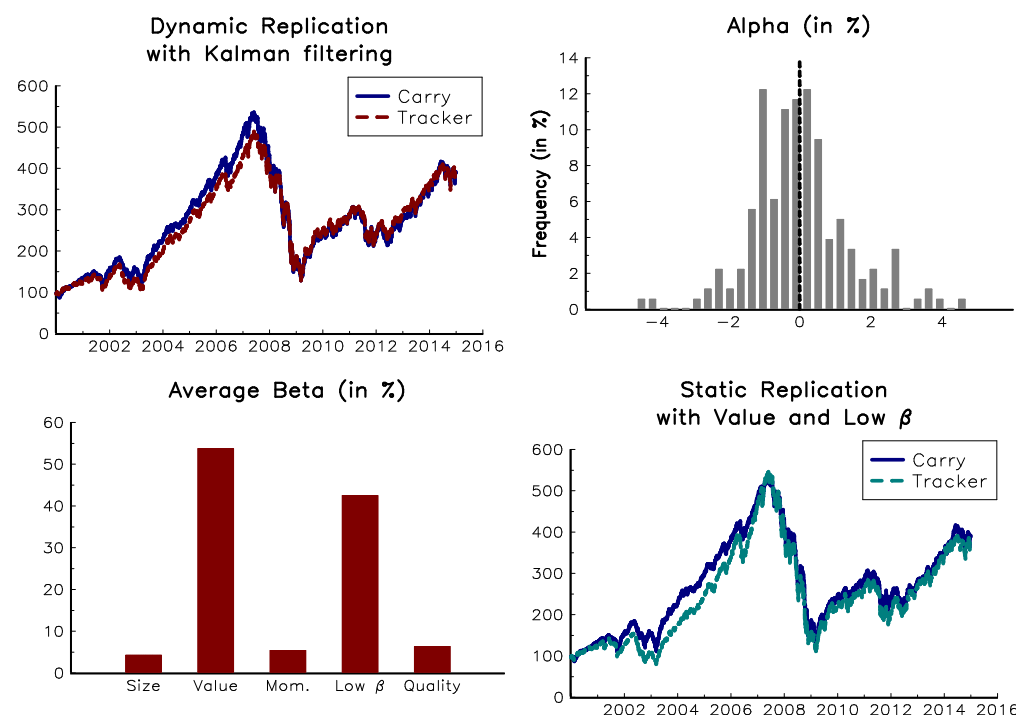 Dynamic Replication
with Kalman filtering
600
500
400
300
200
100
0
Carry
Tracker
2002 2004 2006 2008 2010 2012 2014 2016
Alpha (in %)
Frequency (in %)
14
12
10
8
6
4
2
0
−4 −2 0 2 4
Average Beta (in %)
60
50
40
30
20
10
0
Size Value Mom. Low β Quality
Static Replication
with Value and Low β
600
500
400
300
200
100
0
Carry
Tracker
2002 2004 2006 2008 2010 2012 2014 2016